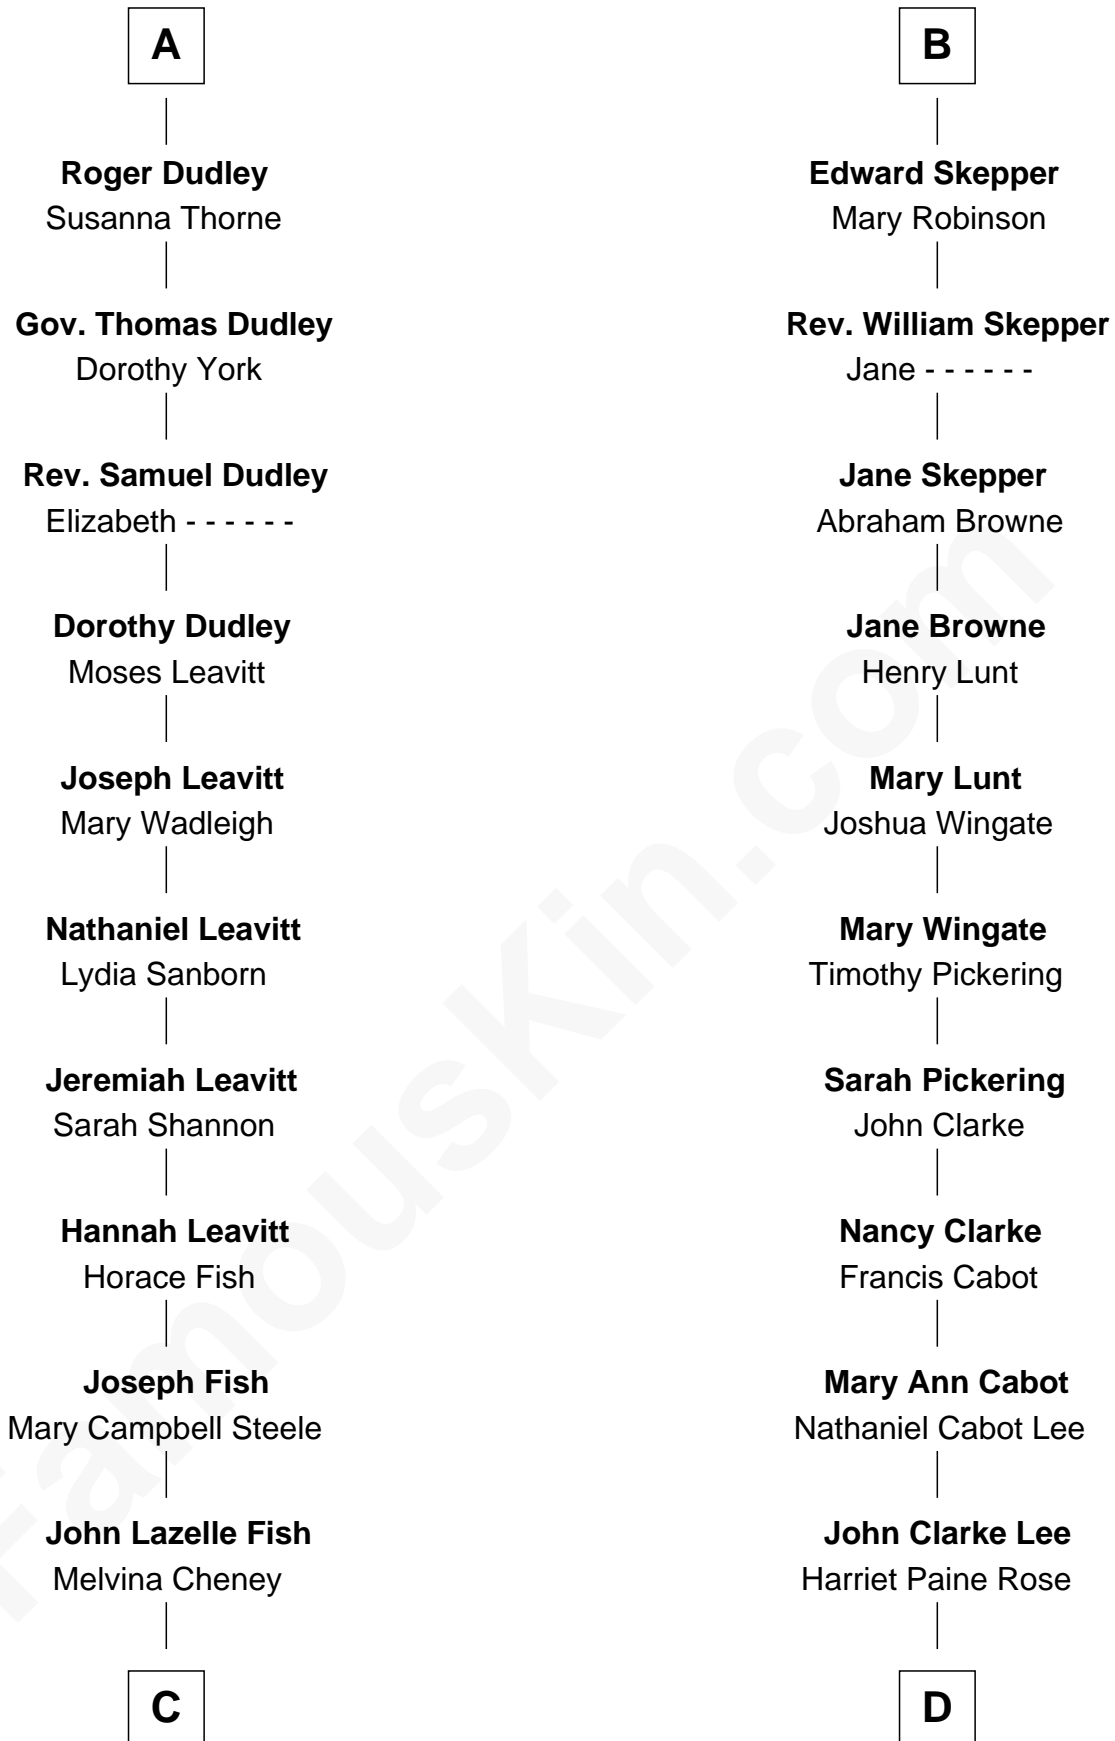 A
Roger Dudley
Susanna Thorne
Gov. Thomas Dudley
Dorothy York
Rev. Samuel Dudley
Elizabeth - - - - - -
Dorothy Dudley
Moses Leavitt
Joseph Leavitt
Mary Wadleigh
Nathaniel Leavitt
Lydia Sanborn
Jeremiah Leavitt
Sarah Shannon
Hannah Leavitt
Horace Fish
Joseph Fish
Mary Campbell Steele
John Lazelle Fish
Melvina Cheney
C
B
Edward Skepper
Mary Robinson
Rev. William Skepper
Jane - - - - - -
Jane Skepper
Abraham Browne
Jane Browne
Henry Lunt
Mary Lunt
Joshua Wingate
Mary Wingate
Timothy Pickering
Sarah Pickering
John Clarke
Nancy Clarke
Francis Cabot
Mary Ann Cabot
Nathaniel Cabot Lee
John Clarke Lee
Harriet Paine Rose
D
FamousKin.com